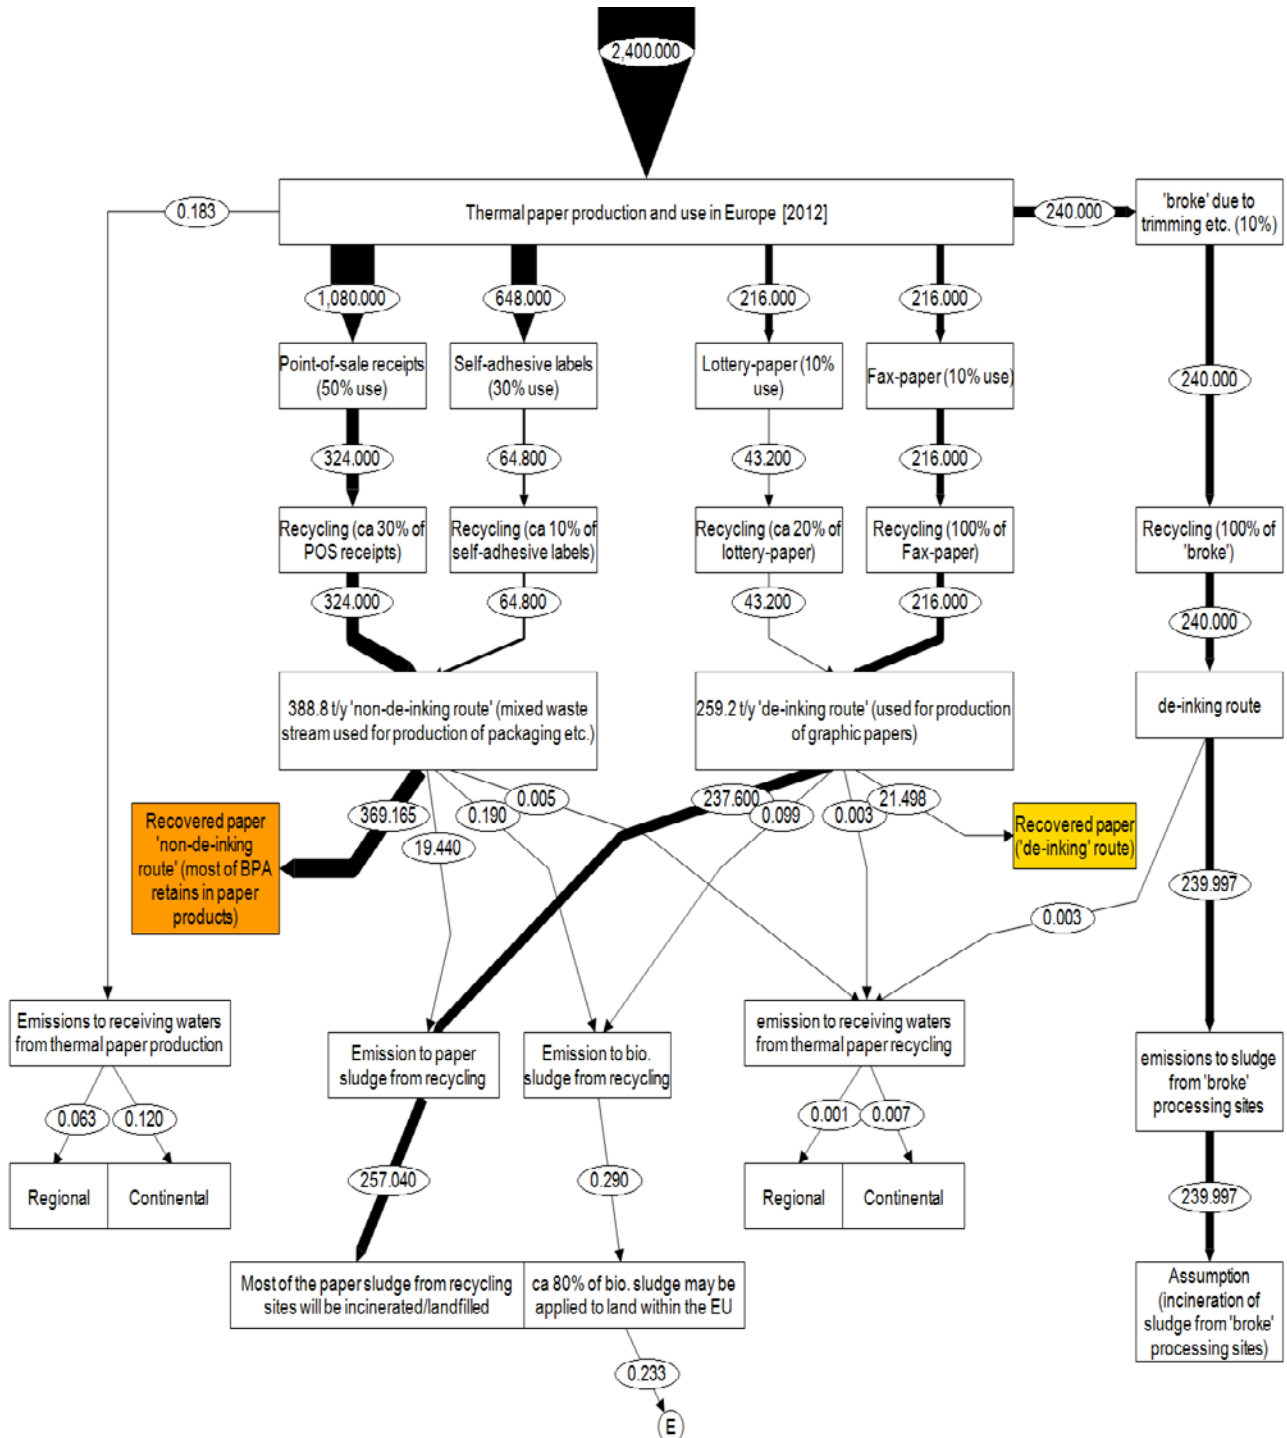 2,400.000
Thermal paper production and use in Europe [2012]
0.183
240.000
'broke' due to
trimming etc. (10%)
1,080.000
648.000
216.000
216.000
Point-of-sale receipts
(50% use)
Self-adhesive labels
(30% use)
Lottery-paper (10%
use)
Fax-paper (10% use)
240.000
324.000
64.800
43.200
216.000
Recycling (ca 30% of
POS receipts)
Recycling (ca 10% of
self-adhesive labels)
Recycling (ca 20% of
lottery-paper)
Recycling (100% of
Fax-paper)
Recycling (100% of
'broke')
324.000
64.800
43.200
216.000
240.000
388.8 t/y 'non-de-inking route' (mixed waste
stream used for production of packaging etc.)
259.2 t/y 'de-inking route' (used for production
of graphic papers)
de-inking route
369.165
19.440
0.190
0.005
237.600
0.099
0.003
21.498
Recovered paper
'non-de-inking
route' (most of BPA
retains in paper
products)
Recovered paper
('de-inking' route)
239.997
0.003
Emissions to receiving waters
from thermal paper production
Emission to paper
sludge from recycling
Emission to bio.
sludge from recycling
emission to receiving waters
from thermal paper recycling
emissions to sludge
from 'broke'
processing sites
0.063
0.120
0.001
0.007
Regional
Continental
257.040
0.290
Regional
Continental
239.997
Most of the paper sludge from recycling
sites will be incinerated/landfilled
ca 80% of bio. sludge may be
applied to land within the EU
Assumption
(incineration of
sludge from 'broke'
processing sites)
0.233
E